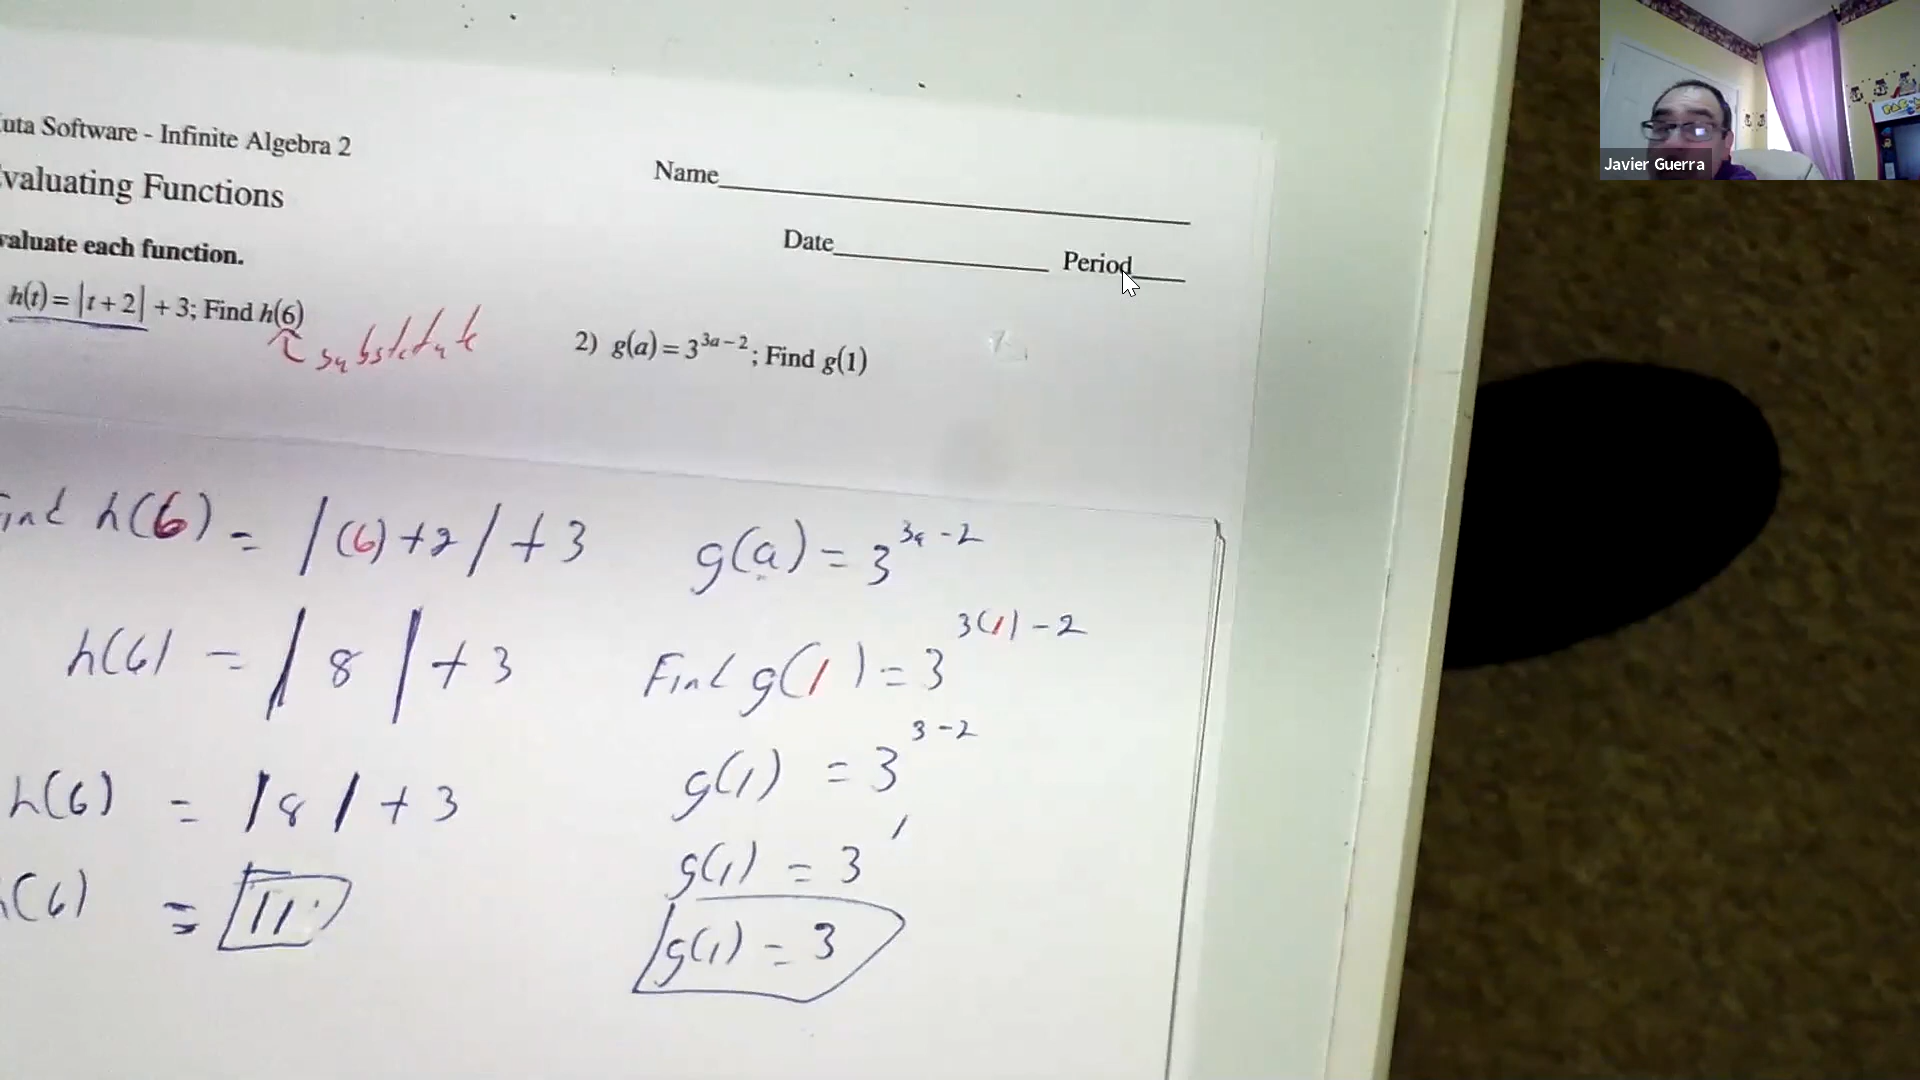 uta Software - Infinite Algebra 2
valuating Functions
Name
Date Period
valuate each function.
h(t) = |t + 2| + 3; Find h(6)
substitute
2) g(a) = 3^{3a - 2}; Find g(1)
ind h(6) = |(6)+2| + 3
h(6) = | 8 | + 3
h(6) = |8| + 3
(6) = 11
g(a) = 3^{3a - 2}
Find g(1) = 3^{3(1) - 2}
g(1) = 3^{3 - 2}
g(1) = 3^1
g(1) = 3
Javier Guerra